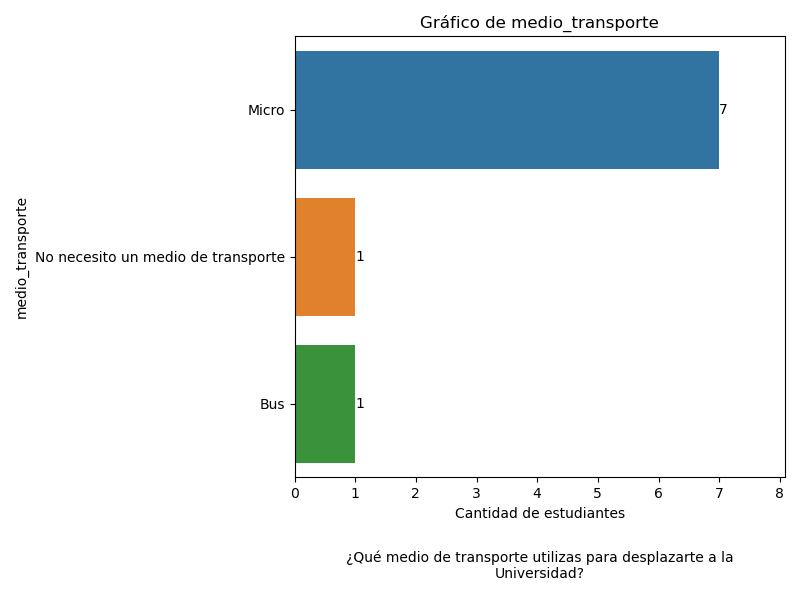 Gráfico de medio_transporte
Micro
7
No necesito un medio de transporte
1
Bus
1
medio_transporte
0 1 2 3 4 5 6 7 8
Cantidad de estudiantes
¿Qué medio de transporte utilizas para desplazarte a la
Universidad?